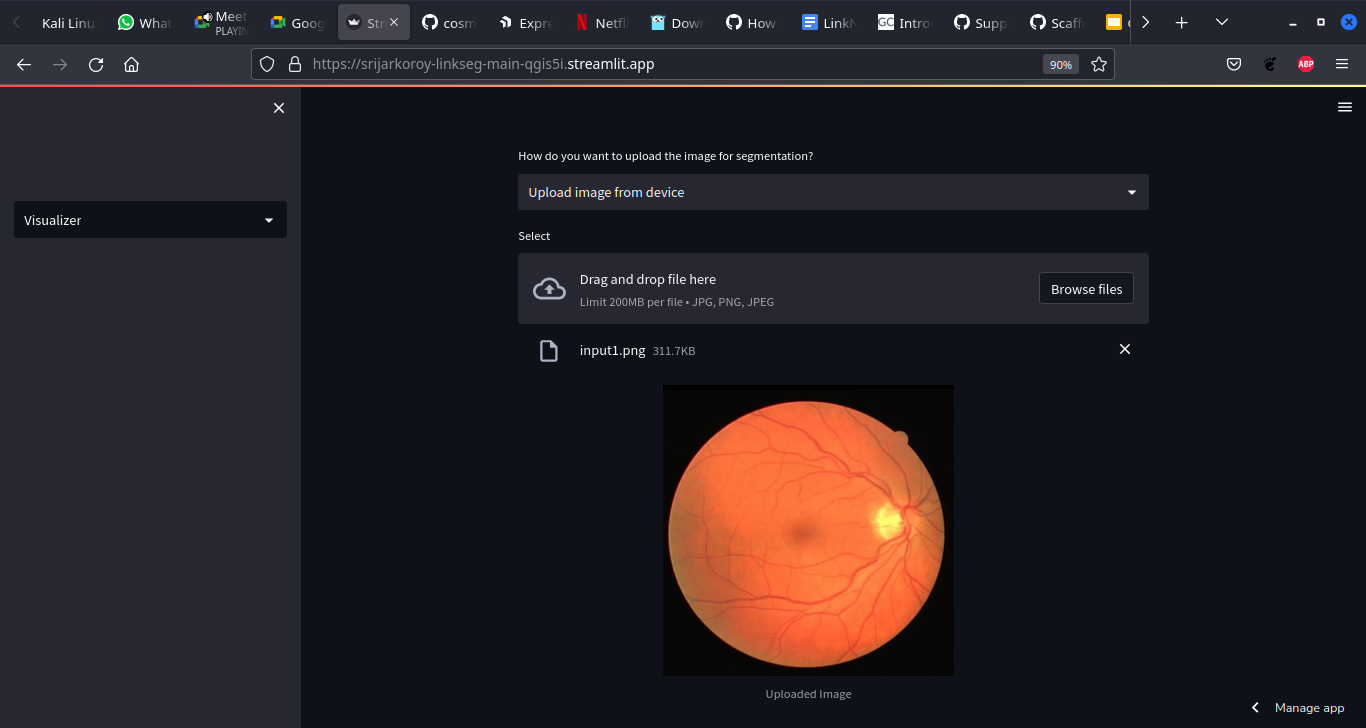 Kali Linu
What
Meet
PLAYIN
Goog
Str
cosm
Expre
Netfli
Down
How
LinkN
GC
Intro
Supp
Scaff
https://srijarkoroy-linkseg-main-qgis5i.streamlit.app
90%
ABP
How do you want to upload the image for segmentation?
Upload image from device
Visualizer
Select
Drag and drop file here
Limit 200MB per file • JPG, PNG, JPEG
Browse files
input1.png 311.7KB
Uploaded Image
Manage app